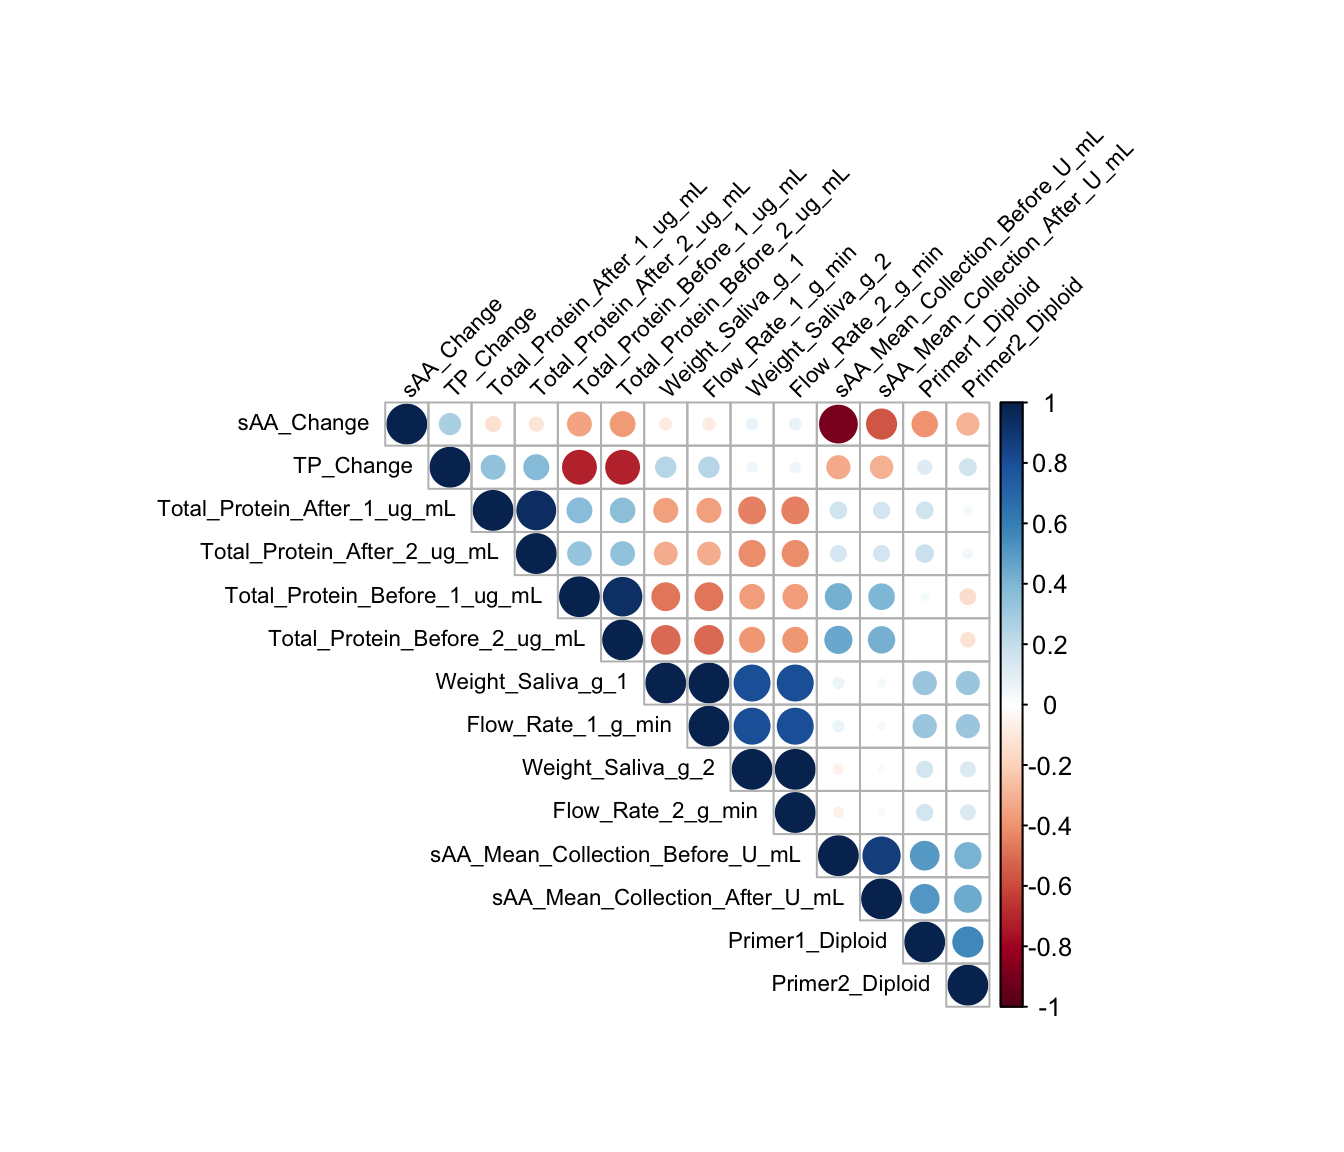 sAA_Change
TP_Change
Total_Protein_After_1_ug_mL
Total_Protein_After_2_ug_mL
Total_Protein_Before_1_ug_mL
Total_Protein_Before_2_ug_mL
Weight_Saliva_g_1
Flow_Rate_1_g_min
Weight_Saliva_g_2
Flow_Rate_2_g_min
sAA_Mean_Collection_Before_U_mL
sAA_Mean_Collection_After_U_mL
Primer1_Diploid
Primer2_Diploid
sAA_Change
TP_Change
Total_Protein_After_1_ug_mL
Total_Protein_After_2_ug_mL
Total_Protein_Before_1_ug_mL
Total_Protein_Before_2_ug_mL
Weight_Saliva_g_1
Flow_Rate_1_g_min
Weight_Saliva_g_2
Flow_Rate_2_g_min
sAA_Mean_Collection_Before_U_mL
sAA_Mean_Collection_After_U_mL
Primer1_Diploid
Primer2_Diploid
1
0.8
0.6
0.4
0.2
0
-0.2
-0.4
-0.6
-0.8
-1